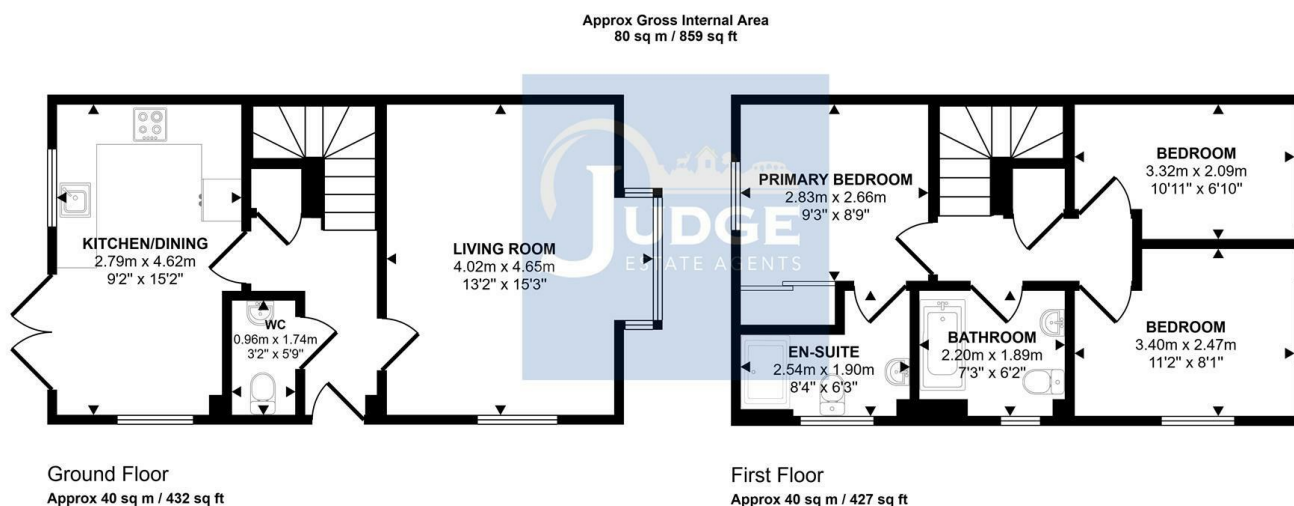 Approx Gross Internal Area
80 sq m / 859 sq ft
KITCHEN/DINING
2.79m x 4.62m
9'2" x 15'2"
WC
0.96m x 1.74m
3'2" x 5'9"
LIVING ROOM
4.02m x 4.65m
13'2" x 15'3"
JUDGE
ESTATE AGENTS
PRIMARY BEDROOM
2.83m x 2.66m
9'3" x 8'9"
BEDROOM
3.32m x 2.09m
10'11" x 6'10"
EN-SUITE
2.54m x 1.90m
8'4" x 6'3"
BATHROOM
2.20m x 1.89m
7'3" x 6'2"
BEDROOM
3.40m x 2.47m
11'2" x 8'1"
Ground Floor
Approx 40 sq m / 432 sq ft
First Floor
Approx 40 sq m / 427 sq ft